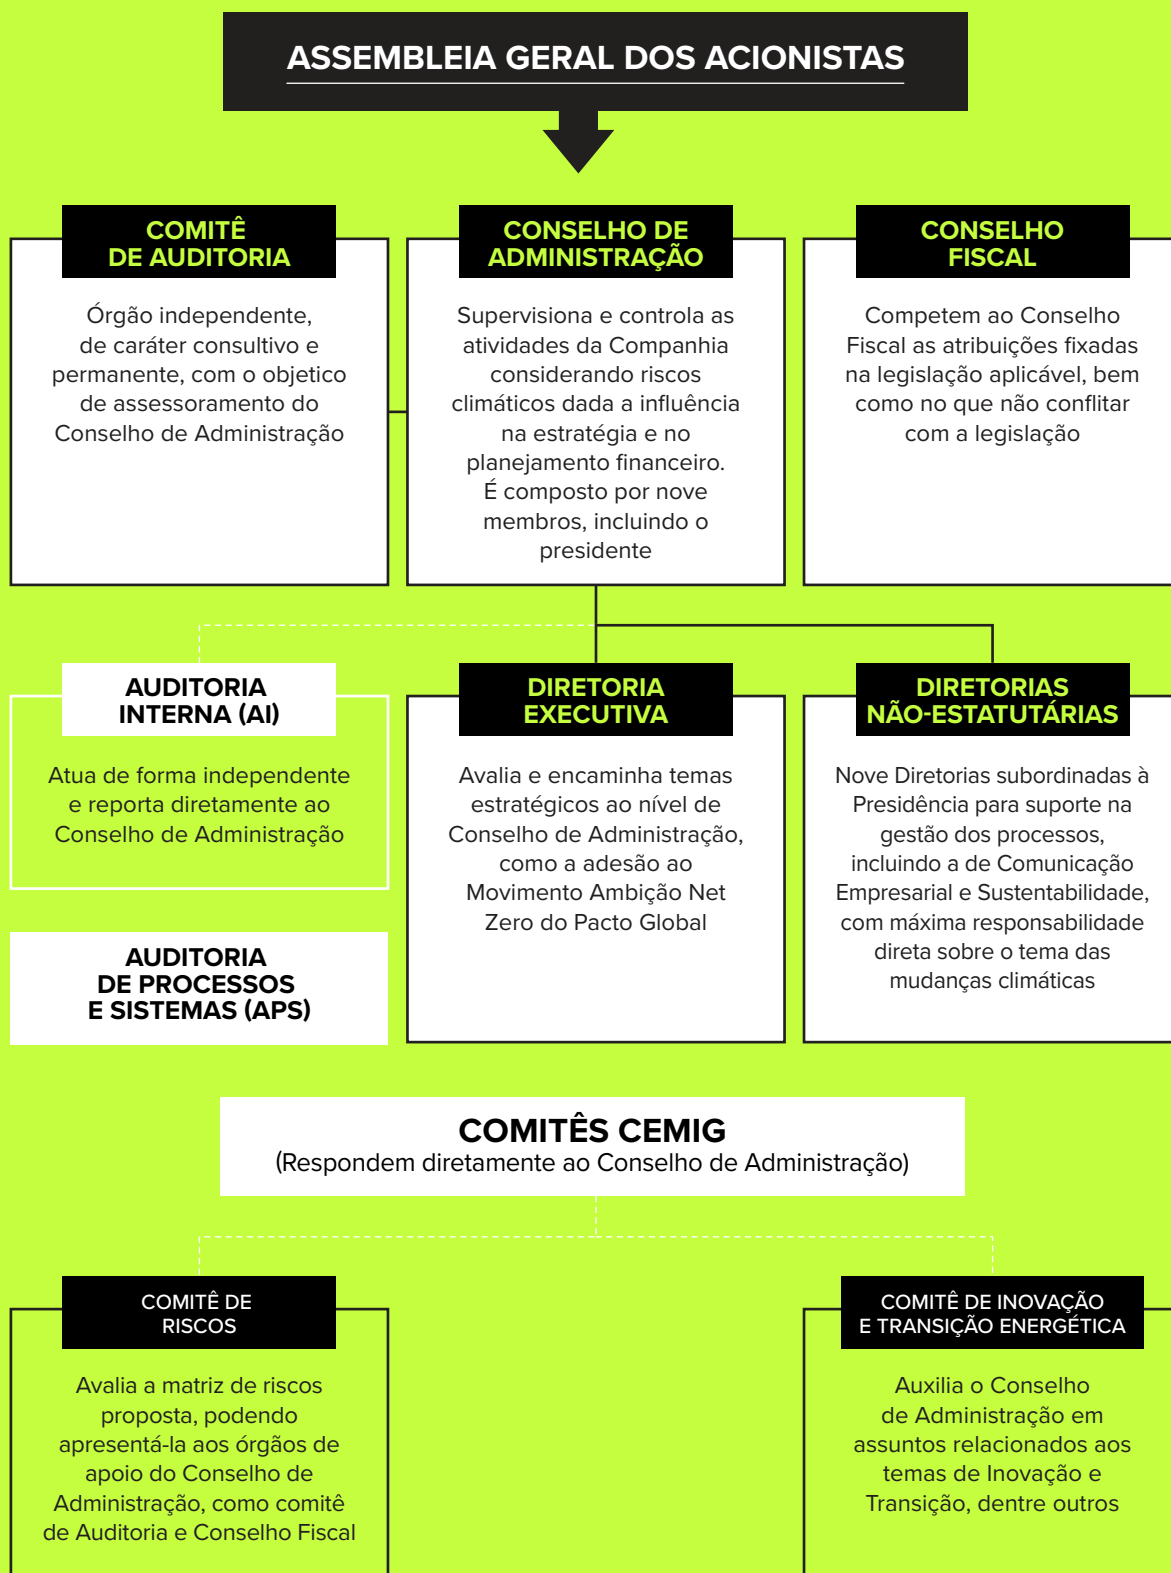 ASSEMBLEIA GERAL DOS ACIONISTAS
COMITÊ
DE AUDITORIA
Órgão independente,
de caráter consultivo e
permanente, com o objetico
de assessoramento do
Conselho de Administração
CONSELHO DE
ADMINISTRAÇÃO
Supervisiona e controla as
atividades da Companhia
considerando riscos
climáticos dada a influência
na estratégia e no
planejamento financeiro.
É composto por nove
membros, incluindo o
presidente
CONSELHO
FISCAL
Competem ao Conselho
Fiscal as atribuições fixadas
na legislação aplicável, bem
como no que não conflitar
com a legislação
AUDITORIA
INTERNA (AI)
Atua de forma independente
e reporta diretamente ao
Conselho de Administração
AUDITORIA
DE PROCESSOS
E SISTEMAS (APS)
DIRETORIA
EXECUTIVA
Avalia e encaminha temas
estratégicos ao nível de
Conselho de Administração,
como a adesão ao
Movimento Ambição Net
Zero do Pacto Global
DIRETORIAS
NÃO-ESTATUTÁRIAS
Nove Diretorias subordinadas à
Presidência para suporte na
gestão dos processos,
incluindo a de Comunicação
Empresarial e Sustentabilidade,
com máxima responsabilidade
direta sobre o tema das
mudanças climáticas
COMITÊS CEMIG
(Respondem diretamente ao Conselho de Administração)
COMITÊ DE
RISCOS
Avalia a matriz de riscos
proposta, podendo
apresentá-la aos órgãos de
apoio do Conselho de
Administração, como comitê
de Auditoria e Conselho Fiscal
COMITÊ DE INOVAÇÃO
E TRANSIÇÃO ENERGÉTICA
Auxilia o Conselho
de Administração em
assuntos relacionados aos
temas de Inovação e
Transição, dentre outros